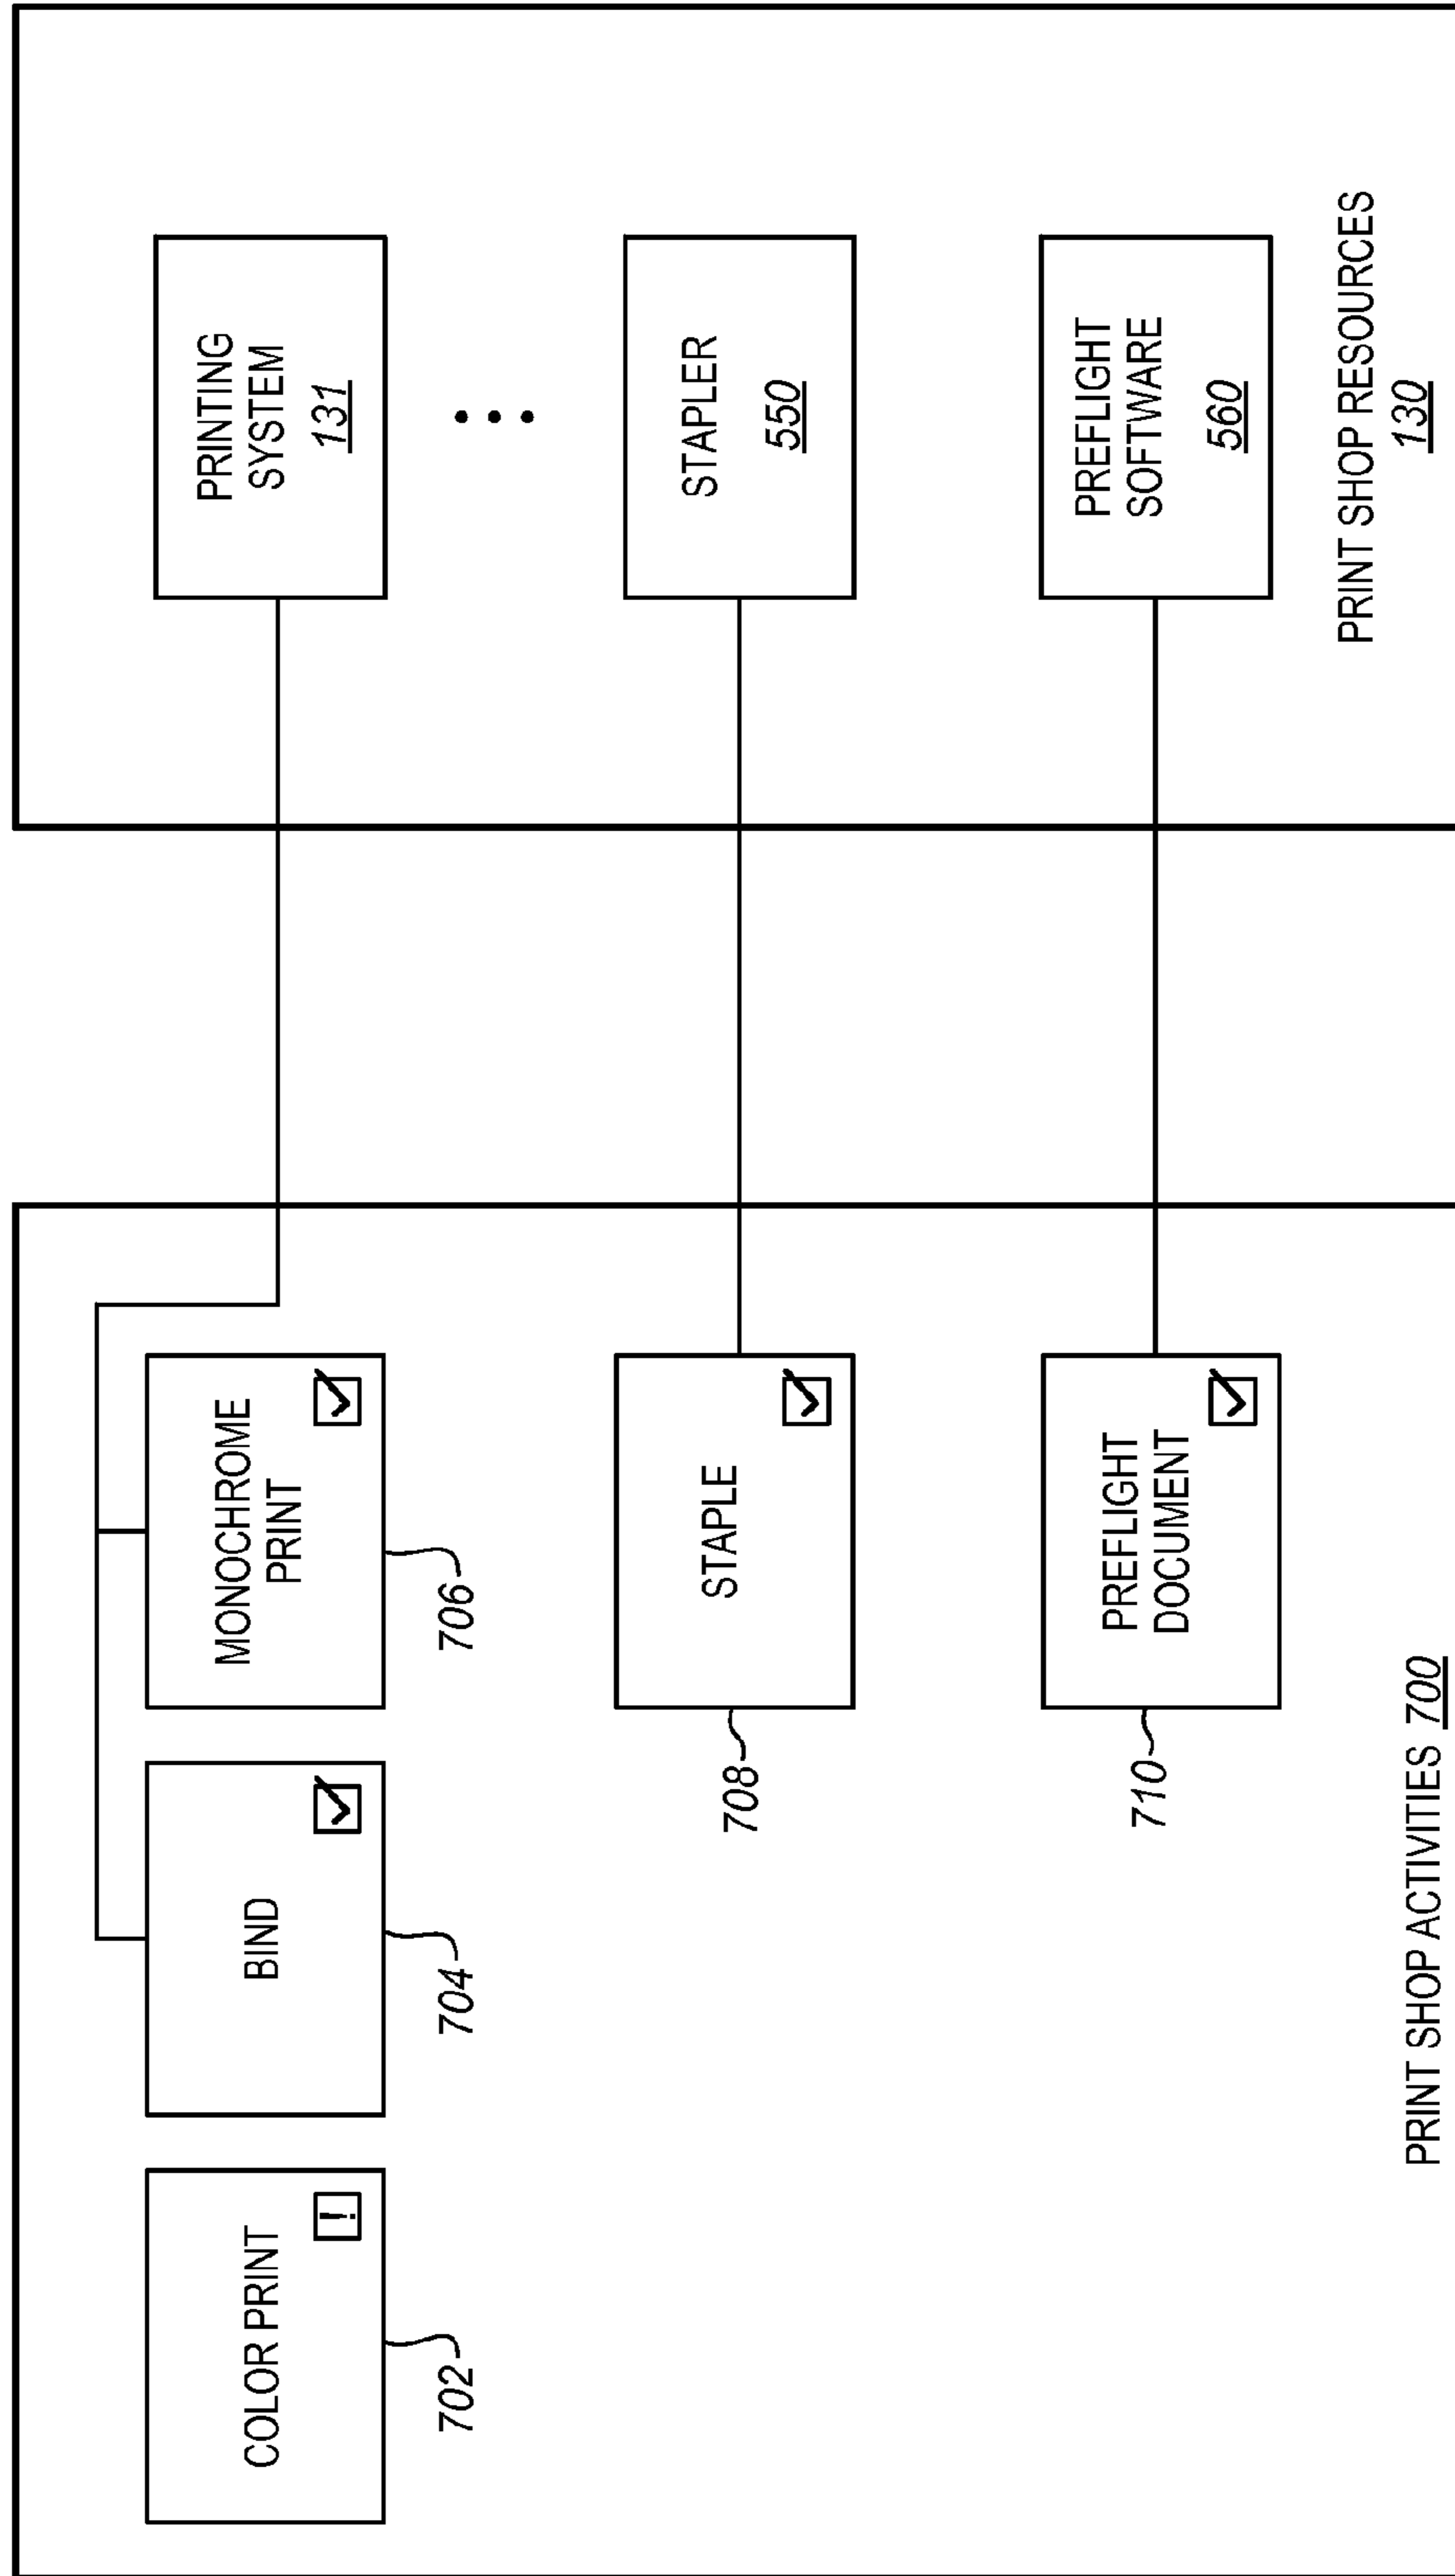 COLOR PRINT
!
702
BIND
704
MONOCHROME
PRINT
706
STAPLE
708
PREFLIGHT
DOCUMENT
710
PRINT SHOP ACTIVITIES 700
PRINTING
SYSTEM
131
STAPLER
550
PREFLIGHT
SOFTWARE
560
PRINT SHOP RESOURCES
130